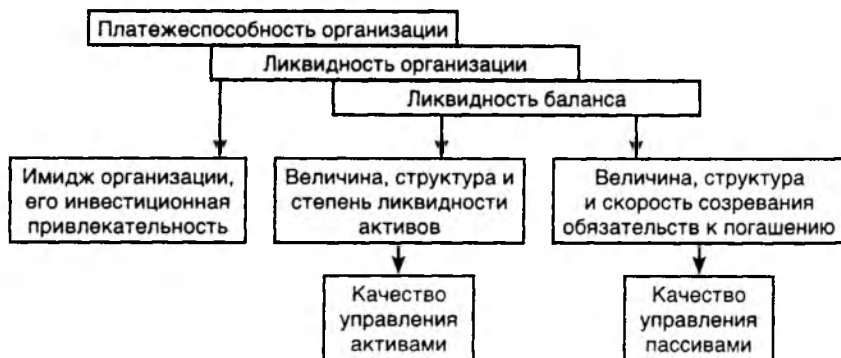 Платежеспособность организации
Ликвидность организации
Ликвидность баланса
Имидж организации,
его инвестиционная
привлекательность
Величина, структура и
степень ликвидности
активов
Величина, структура
и скорость созревания
обязательств к погашению
Качество
управления
активами
Качество
управления
пассивами